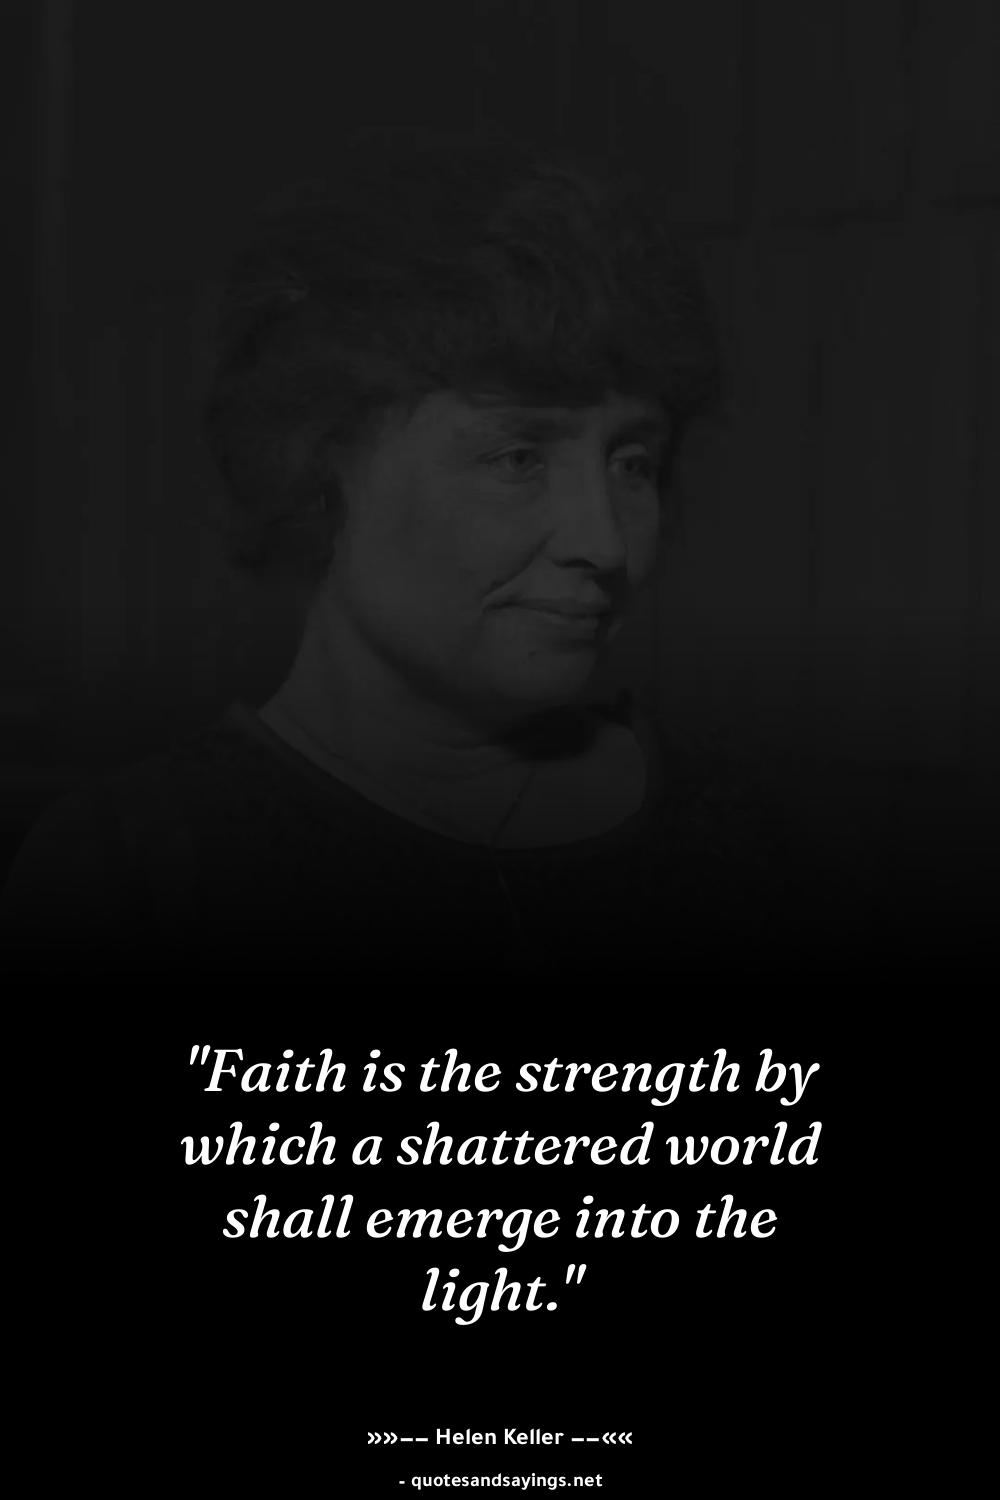 "Faith is the strength by
which a shattered world
shall emerge into the
light."
»»−− Helen Keller −−««
- quotesandsayings.net